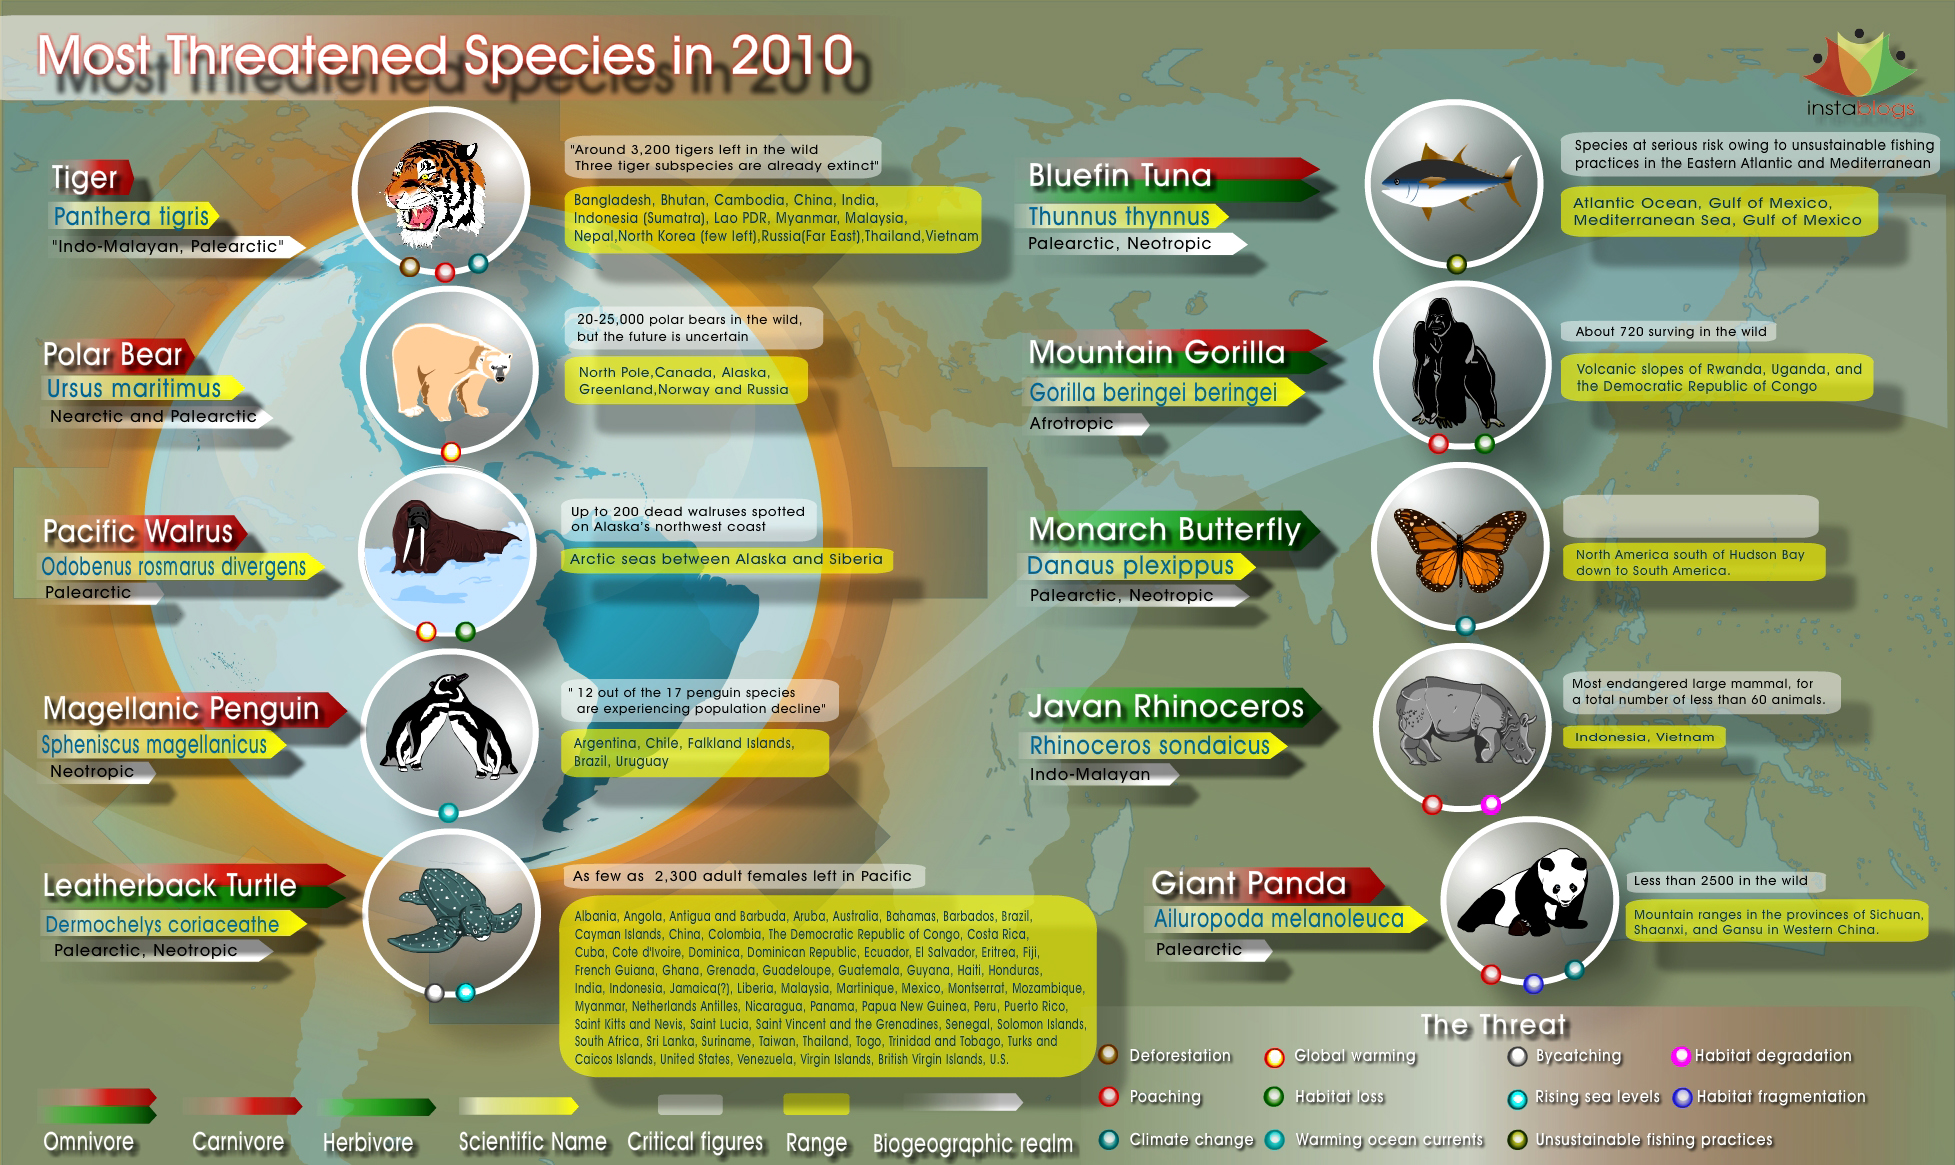 Most Threatened Species in 2010
instablogs
Tiger
Panthera tigris
"Indo-Malayan, Palearctic"
"Around 3,200 tigers left in the wild
Three tiger subspecies are already extinct"
Bangladesh, Bhutan, Cambodia, China, India,
Indonesia (Sumatra), Lao PDR, Myanmar, Malaysia,
Nepal,North Korea (few left),Russia(Far East),Thailand,Vietnam
Polar Bear
Ursus maritimus
Nearctic and Palearctic
20-25,000 polar bears in the wild,
but the future is uncertain
North Pole,Canada, Alaska,
Greenland,Norway and Russia
Pacific Walrus
Odobenus rosmarus divergens
Palearctic
Up to 200 dead walruses spotted
on Alaska's northwest coast
Arctic seas between Alaska and Siberia
Magellanic Penguin
Spheniscus magellanicus
Neotropic
" 12 out of the 17 penguin species
are experiencing population decline"
Argentina, Chile, Falkland Islands,
Brazil, Uruguay
Leatherback Turtle
Dermochelys coriaceathe
Palearctic, Neotropic
As few as 2,300 adult females left in Pacific
Albania, Angola, Antigua and Barbuda, Aruba, Australia, Bahamas, Barbados, Brazil,
Cayman Islands, China, Colombia, The Democratic Republic of Congo, Costa Rica,
Cuba, Cote d'Ivoire, Dominica, Dominican Republic, Ecuador, El Salvador, Eritrea, Fiji,
French Guiana, Ghana, Grenada, Guadeloupe, Guatemala, Guyana, Haiti, Honduras,
India, Indonesia, Jamaica(?), Liberia, Malaysia, Martinique, Mexico, Montserrat, Mozambique,
Myanmar, Netherlands Antilles, Nicaragua, Panama, Papua New Guinea, Peru, Puerto Rico,
Saint Kitts and Nevis, Saint Lucia, Saint Vincent and the Grenadines, Senegal, Solomon Islands,
South Africa, Sri Lanka, Suriname, Taiwan, Thailand, Togo, Trinidad and Tobago, Turks and
Caicos Islands, United States, Venezuela, Virgin Islands, British Virgin Islands, U.S.
Bluefin Tuna
Thunnus thynnus
Palearctic, Neotropic
Species at serious risk owing to unsustainable fishing
practices in the Eastern Atlantic and Mediterranean
Atlantic Ocean, Gulf of Mexico,
Mediterranean Sea, Gulf of Mexico
Mountain Gorilla
Gorilla beringei beringei
Afrotropic
About 720 surving in the wild
Volcanic slopes of Rwanda, Uganda, and
the Democratic Republic of Congo
Monarch Butterfly
Danaus plexippus
Palearctic, Neotropic
North America south of Hudson Bay
down to South America.
Javan Rhinoceros
Rhinoceros sondaicus
Indo-Malayan
Most endangered large mammal, for
a total number of less than 60 animals.
Indonesia, Vietnam
Giant Panda
Ailuropoda melanoleuca
Palearctic
Less than 2500 in the wild
Mountain ranges in the provinces of Sichuan,
Shaanxi, and Gansu in Western China.
The Threat
Deforestation
Global warming
Bycatching
Habitat degradation
Poaching
Habitat loss
Rising sea levels
Habitat fragmentation
Climate change
Warming ocean currents
Unsustainable fishing practices
Omnivore
Carnivore
Herbivore
Scientific Name
Critical figures
Range
Biogeographic realm